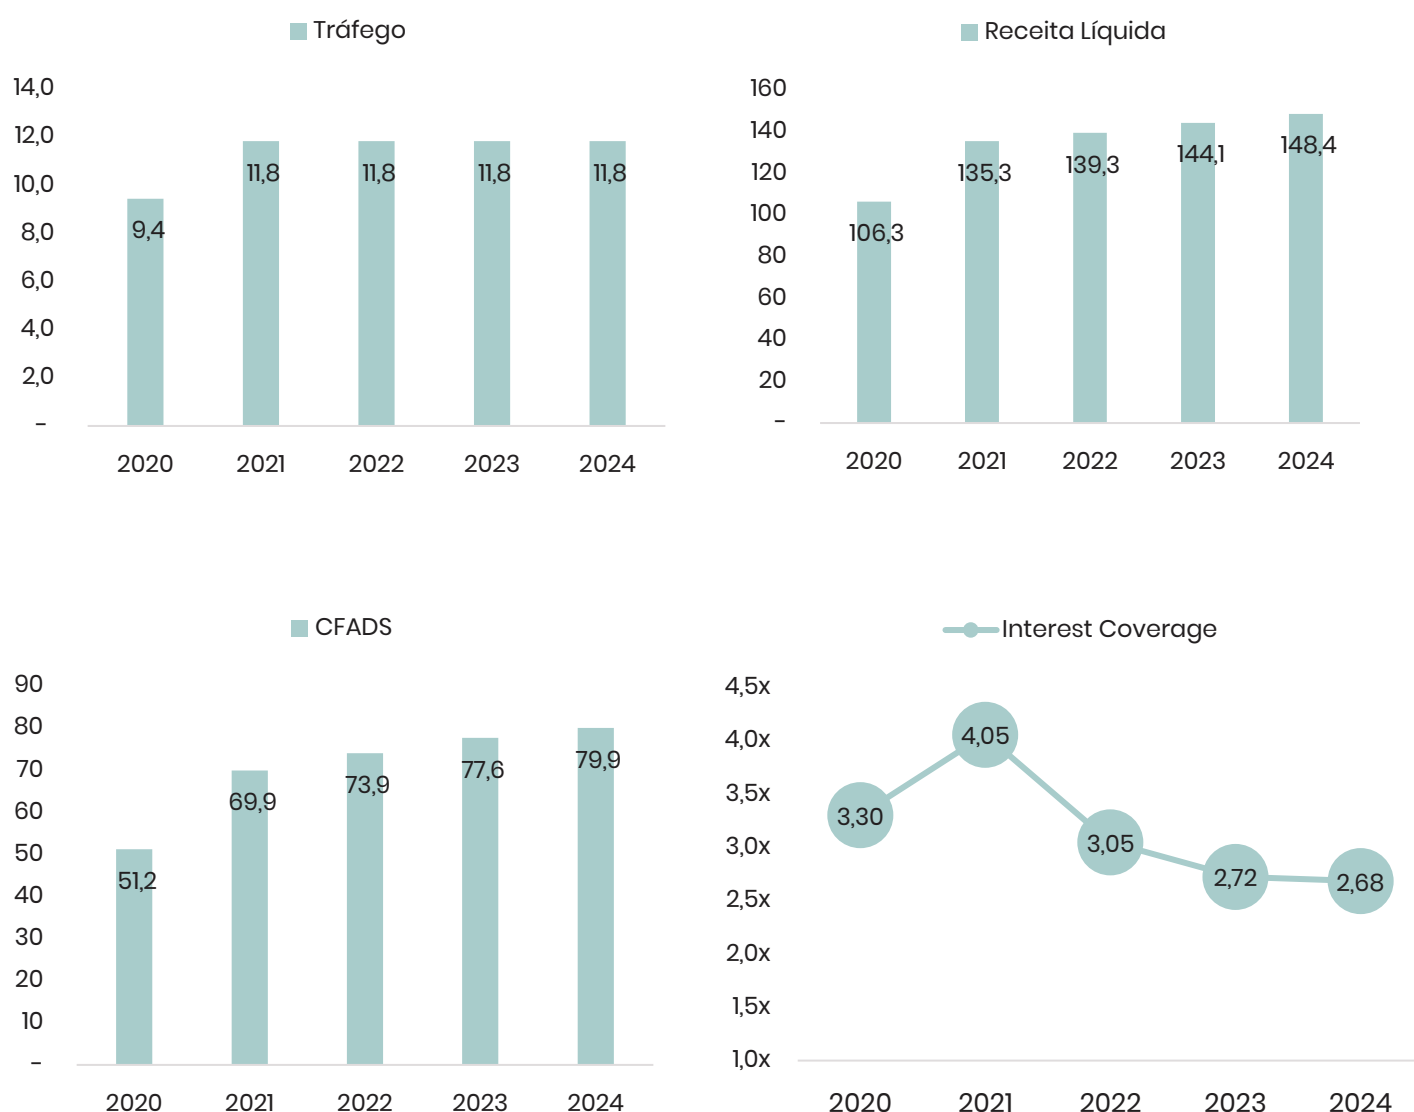 Tráfego
14,0
12,0
10,0
8,0
6,0
4,0
2,0
-
9,4
11,8
11,8
11,8
11,8
2020 2021 2022 2023 2024
Receita Líquida
160
140
120
100
80
60
40
20
-
106,3
135,3
139,3
144,1
148,4
2020 2021 2022 2023 2024
CFADS
90
80
70
60
50
40
30
20
10
-
51,2
69,9
73,9
77,6
79,9
2020 2021 2022 2023 2024
Interest Coverage
4,5x
4,0x
3,5x
3,0x
2,5x
2,0x
1,5x
1,0x
3,30
4,05
3,05
2,72
2,68
2020 2021 2022 2023 2024